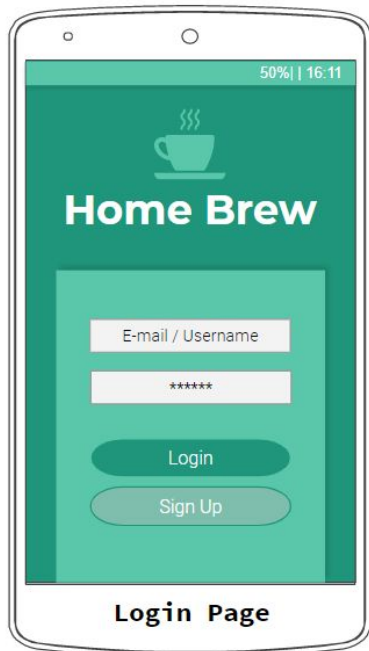 50%| | 16:11
Home Brew
E-mail / Username
******
Login
Sign Up
Login Page